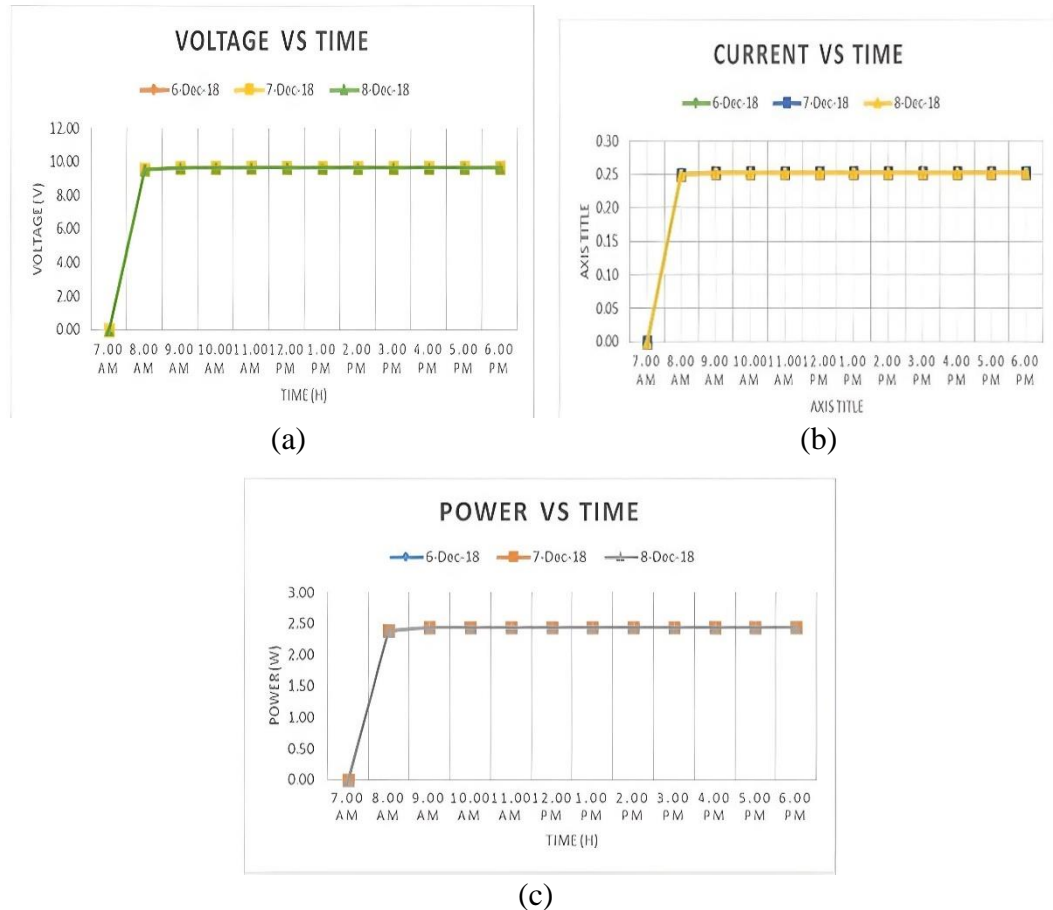 VOLTAGE VS TIME
6-Dec-18 7-Dec-18 8-Dec-18
12.00
10.00
8.00
6.00
4.00
2.00
0.00
VOLTAGE (V)
7.00 8.00 9.00 10.00 11.00 12.00 1.00 2.00 3.00 4.00 5.00 6.00
AM AM AM AM AM PM PM PM PM PM PM PM
TIME (H)
(a)
CURRENT VS TIME
6-Dec-18 7-Dec-18 8-Dec-18
0.30
0.25
0.20
0.15
0.10
0.05
0.00
AXIS TITLE
7.00 8.00 9.00 10.00 11.00 12.00 1.00 2.00 3.00 4.00 5.00 6.00
AM AM AM AM AM PM PM PM PM PM PM PM
AXIS TITLE
(b)
POWER VS TIME
6-Dec-18 7-Dec-18 8-Dec-18
3.00
2.50
2.00
1.50
1.00
0.50
0.00
POWER (W)
7.00 8.00 9.00 10.00 11.00 12.00 1.00 2.00 3.00 4.00 5.00 6.00
AM AM AM AM AM PM PM PM PM PM PM PM
TIME (H)
(c)